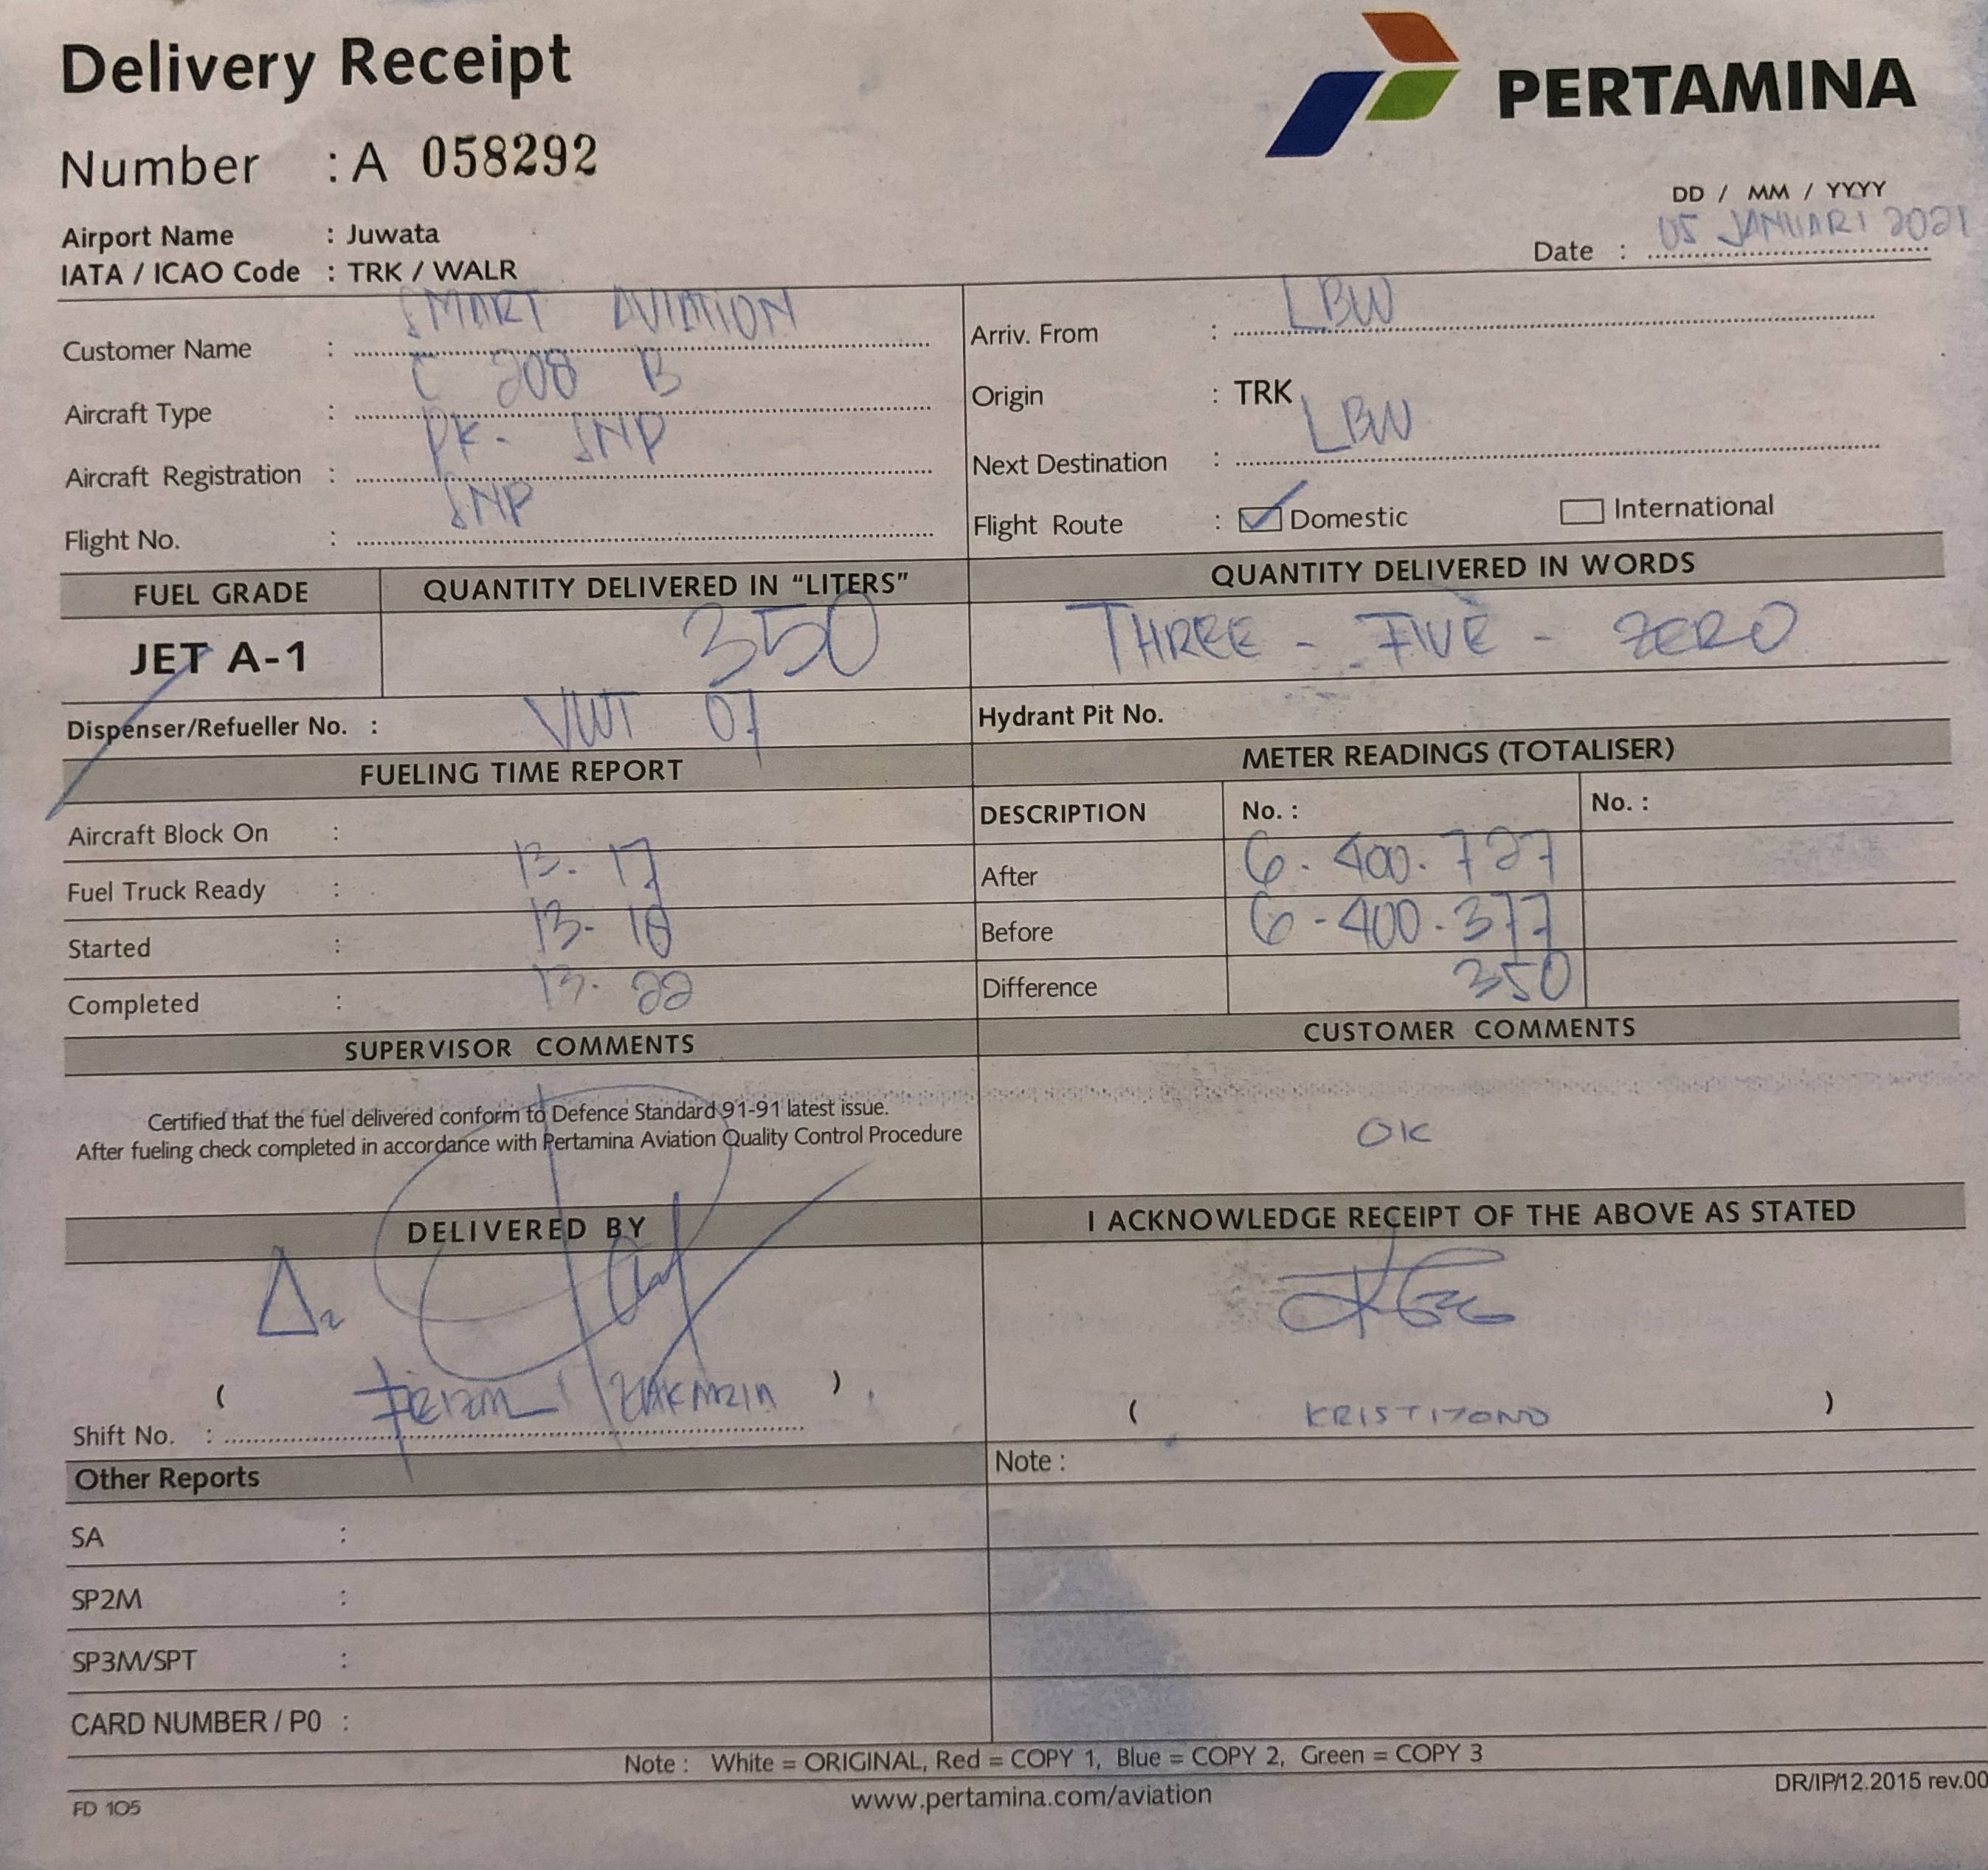 Delivery Receipt
PERTAMINA
Number : A 058292
DD / MM / YYYY
Airport Name : Juwata
Date : 05 JANUARI 2021
IATA / ICAO Code : TRK / WALR
Customer Name : SMART AVIATION
Arriv. From : LBW
Aircraft Type : C 208 B
Origin : TRK
Aircraft Registration : PK- SNP
Next Destination : LBW
Flight No. : SNP
Flight Route : Domestic International
FUEL GRADE QUANTITY DELIVERED IN “LITERS” QUANTITY DELIVERED IN WORDS
JET A-1 350 THREE - FIVE - ZERO
Dispenser/Refueller No. : VWT 07 Hydrant Pit No.
FUELING TIME REPORT METER READINGS (TOTALISER)
Aircraft Block On : DESCRIPTION No. : No. :
Fuel Truck Ready : 13. 17 After 6. 400. 727
Started : 13- 18 Before 6 - 400 . 377
Completed : 13. 22 Difference 350
SUPERVISOR COMMENTS CUSTOMER COMMENTS
Certified that the fuel delivered conform to Defence Standard 91-91 latest issue.
After fueling check completed in accordance with Pertamina Aviation Quality Control Procedure
OK
DELIVERED BY I ACKNOWLEDGE RECEIPT OF THE ABOVE AS STATED
( ) ( )
Shift No. :
Other Reports Note :
SA :
SP2M :
SP3M/SPT :
CARD NUMBER / P0 :
Note : White = ORIGINAL, Red = COPY 1, Blue = COPY 2, Green = COPY 3
FD 105 www.pertamina.com/aviation DR/IP/12.2015 rev.00